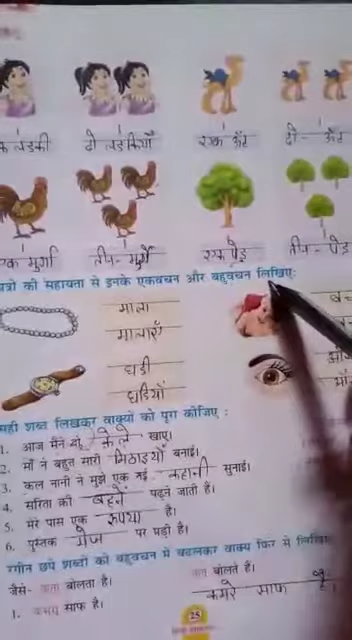 लड़की दो लड़कियाँ एक ऊँट दो - ऊँट
एक मुर्गा तीन - मुर्गे एक पेड़ तीन - पेड़
त्रों की सहायता से इनके एकवचन और बहुवचन लिखिए:
माला
मालाएँ
घड़ी
घड़ियाँ
सही शब्द लिखकर वाक्यों को पूरा कीजिए :
1. आज मैंने दो केले खाए।
2. माँ ने बहुत सारी मिठाइयाँ बनाईं।
3. कल नानी ने मुझे एक नई कहानी सुनाई।
4. सरिता की बहनें पढ़ने जाती हैं।
5. मेरे पास एक रुपया है।
6. पुस्तक मेज पर पड़ी है।
रंगीन छपे शब्दों को बहुवचन में बदलकर वाक्य फिर से लिखिए
जैसे- बोलता है। बोलते हैं।
1. कमरा साफ है। कमरे साफ हैं।
25